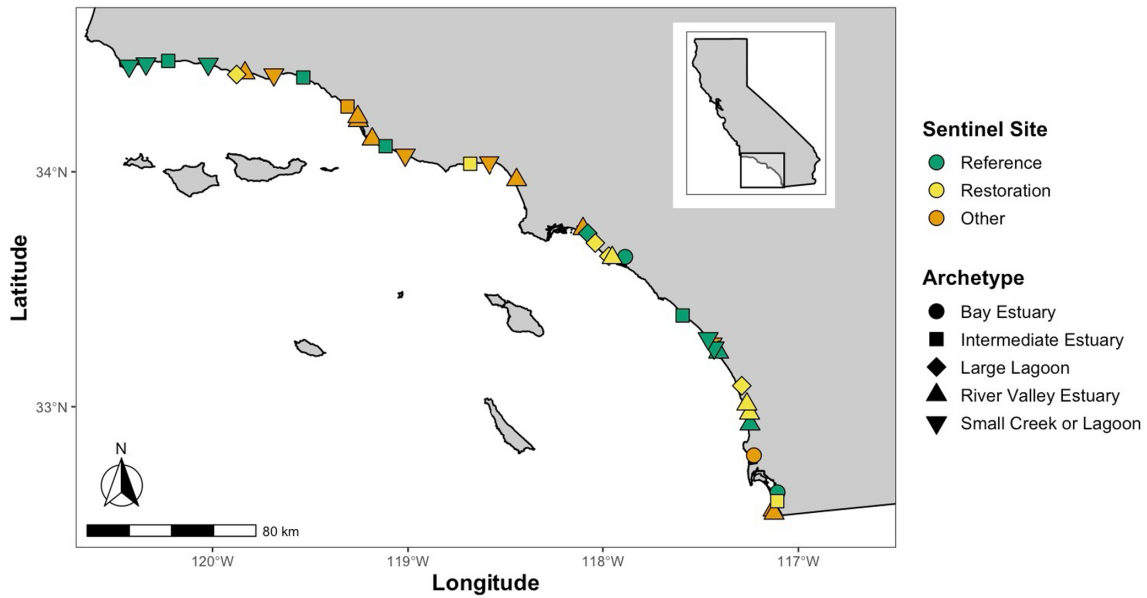 Sentinel Site
Reference
Restoration
Other
Archetype
Bay Estuary
Intermediate Estuary
Large Lagoon
River Valley Estuary
Small Creek or Lagoon
34°N
33°N
Latitude
N
80 km
120°W
119°W
118°W
117°W
Longitude